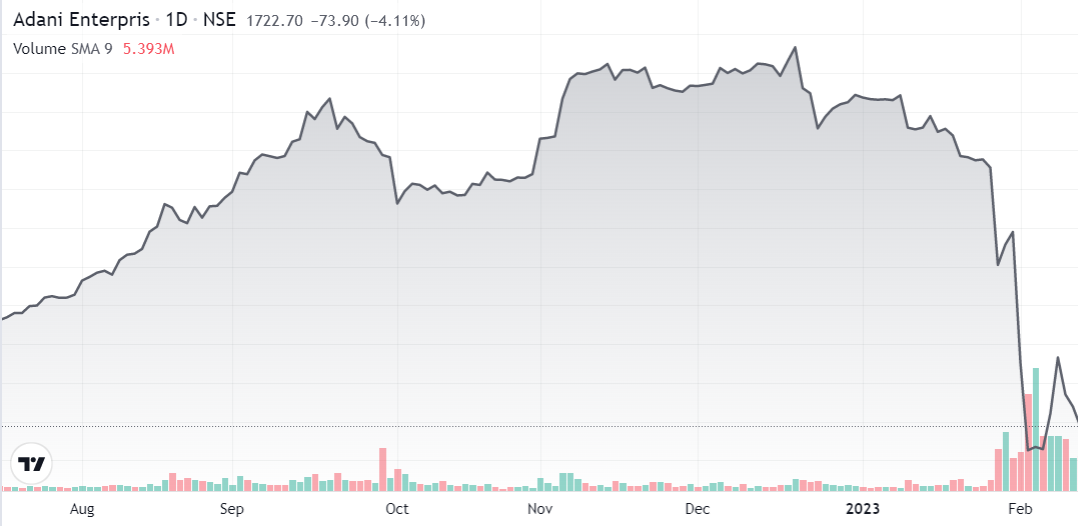 Adani Enterpris · 1D · NSE 1722.70 −73.90 (−4.11%)
Volume SMA 9 5.393M
Aug Sep Oct Nov Dec 2023 Feb